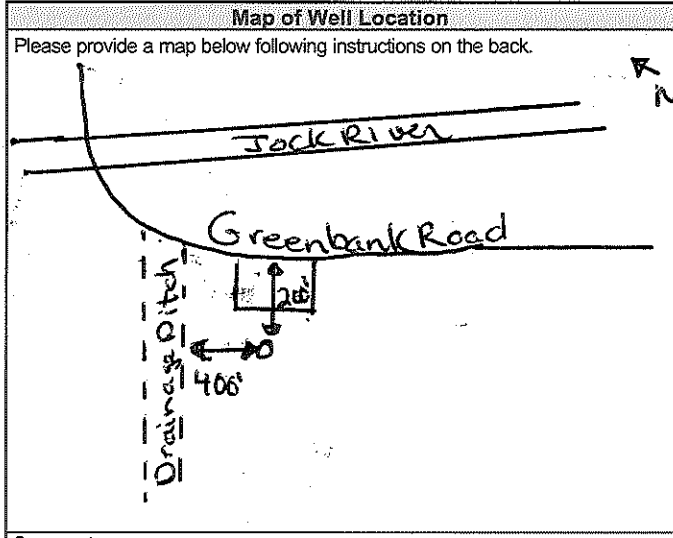 Map of Well Location
Please provide a map below following instructions on the back.
N
Jock River
Greenbank Road
Drainage Ditch
400'